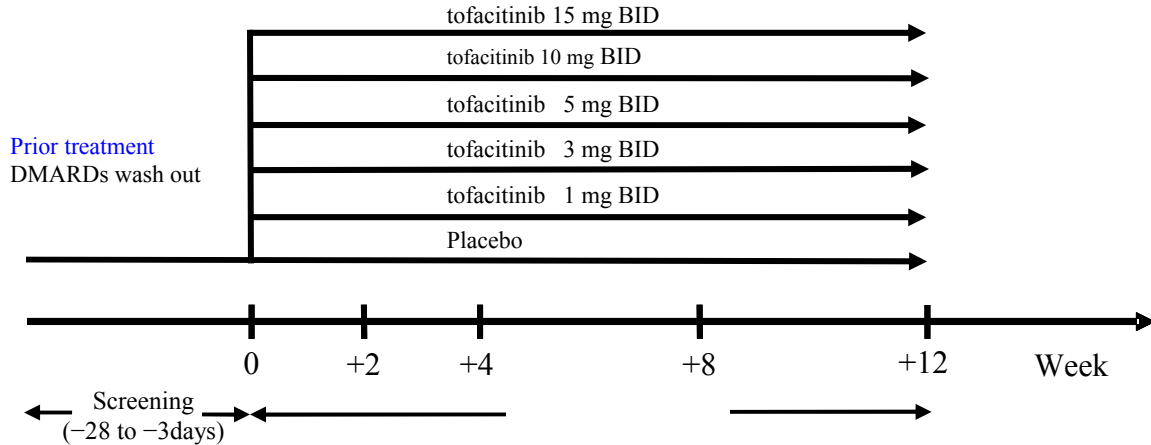 tofacitinib 15 mg BID
tofacitinib 10 mg BID
tofacitinib 5 mg BID
Prior treatment
DMARDs wash out
tofacitinib 3 mg BID
tofacitinib 1 mg BID
Placebo
0 +2 +4 +8 +12 Week
Screening
(−28 to −3days)